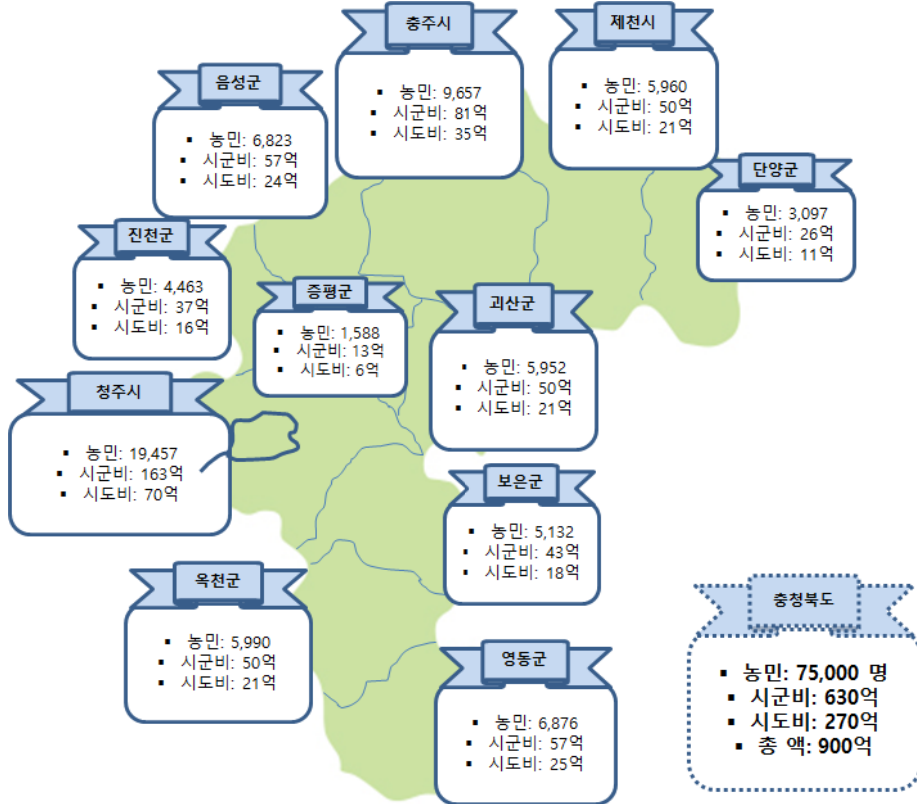 충주시
▪ 농민: 9,657
▪ 시군비: 81억
▪ 시도비: 35억
제천시
▪ 농민: 5,960
▪ 시군비: 50억
▪ 시도비: 21억
음성군
▪ 농민: 6,823
▪ 시군비: 57억
▪ 시도비: 24억
단양군
▪ 농민: 3,097
▪ 시군비: 26억
▪ 시도비: 11억
진천군
▪ 농민: 4,463
▪ 시군비: 37억
▪ 시도비: 16억
증평군
▪ 농민: 1,588
▪ 시군비: 13억
▪ 시도비: 6억
괴산군
▪ 농민: 5,952
▪ 시군비: 50억
▪ 시도비: 21억
청주시
▪ 농민: 19,457
▪ 시군비: 163억
▪ 시도비: 70억
보은군
▪ 농민: 5,132
▪ 시군비: 43억
▪ 시도비: 18억
옥천군
▪ 농민: 5,990
▪ 시군비: 50억
▪ 시도비: 21억
영동군
▪ 농민: 6,876
▪ 시군비: 57억
▪ 시도비: 25억
충청북도
▪ 농민: 75,000 명
▪ 시군비: 630억
▪ 시도비: 270억
▪ 총 액: 900억